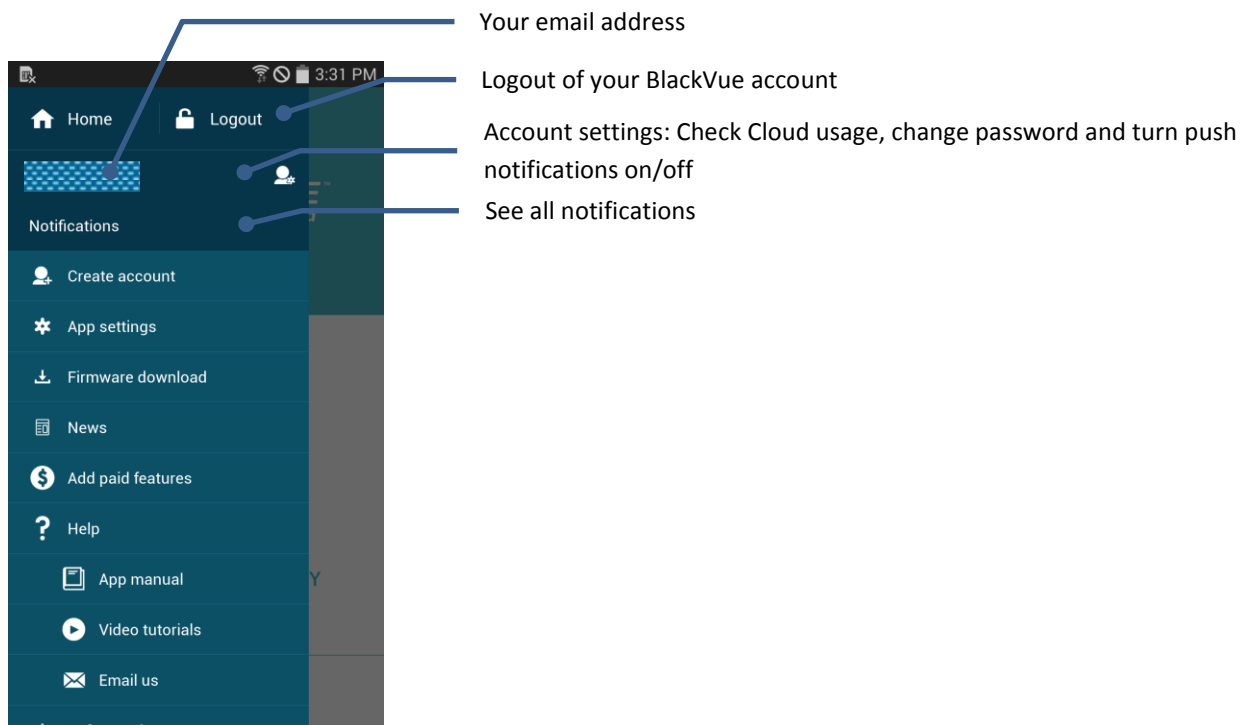 Your email address
3:31 PM
Logout of your BlackVue account
Home
Logout
Account settings: Check Cloud usage, change password and turn push
notifications on/off
See all notifications
Notifications
Create account
App settings
Firmware download
News
Add paid features
Help
App manual
Y
Video tutorials
Email us